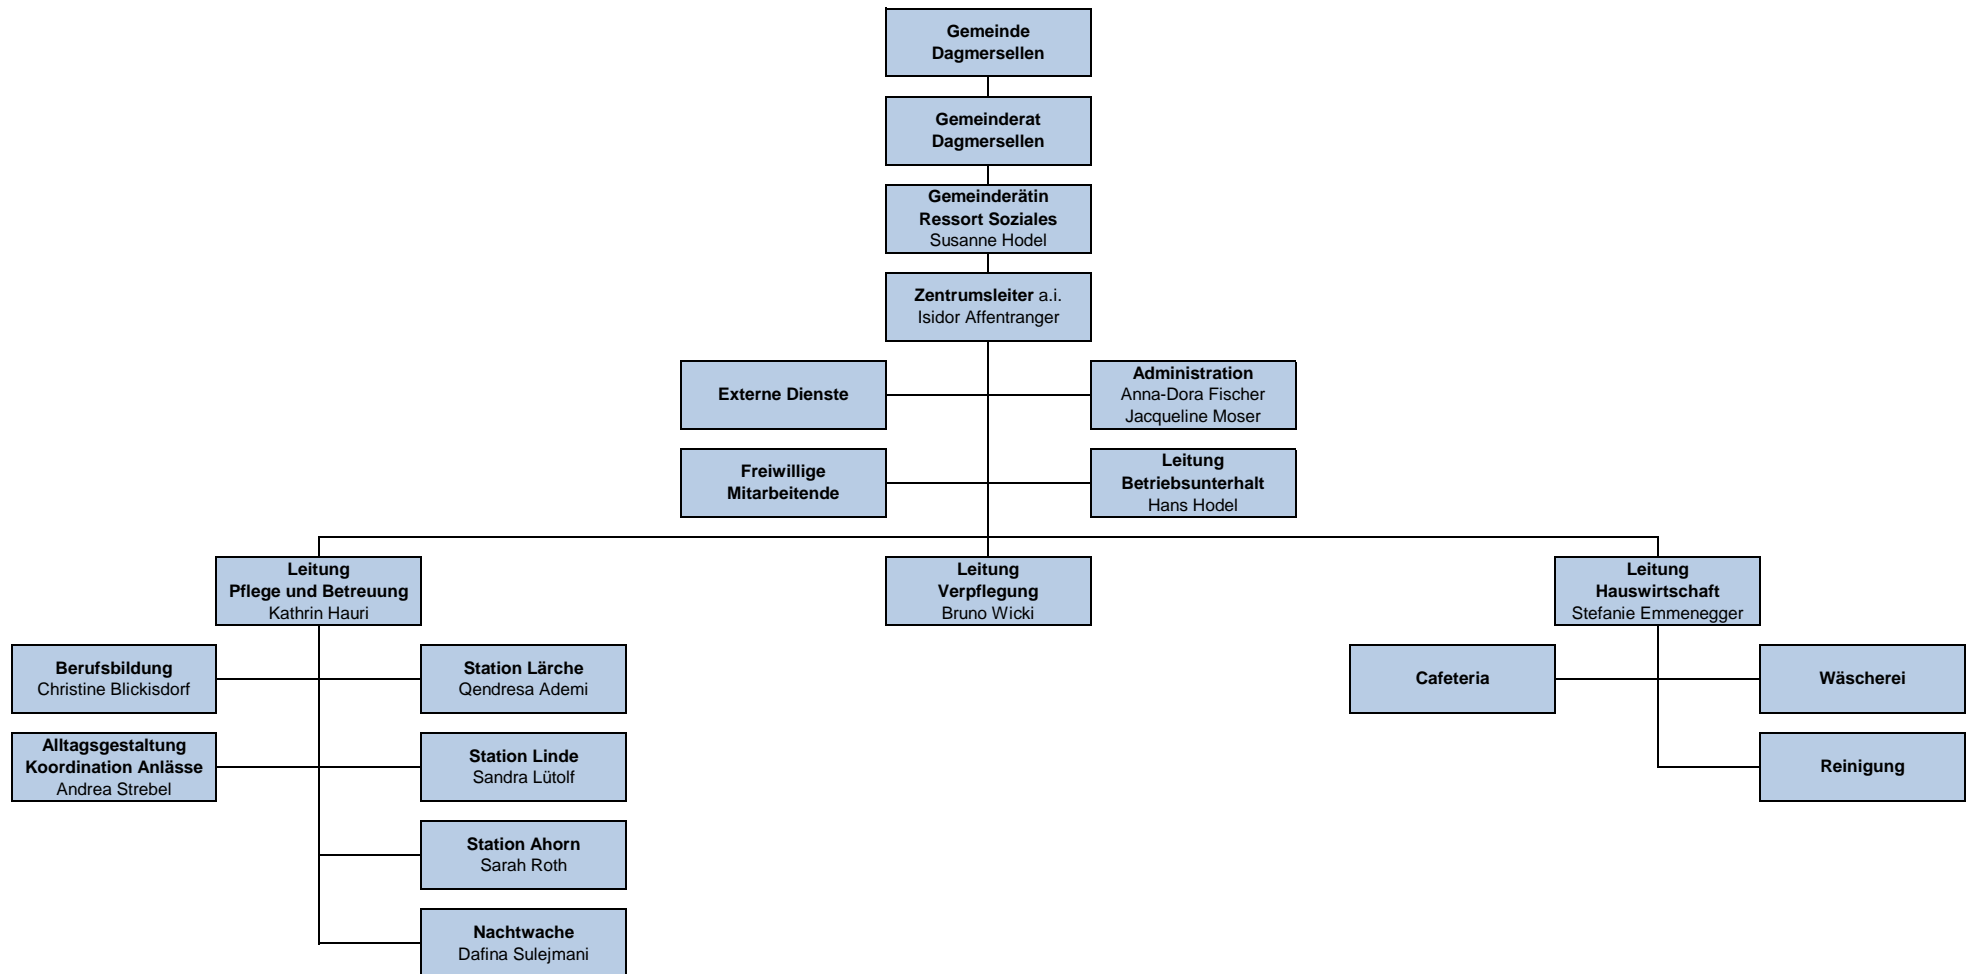 Gemeinde
Dagmersellen
Gemeinderat
Dagmersellen
Gemeinderätin
Ressort Soziales
Susanne Hodel
Zentrumsleiter a.i.
Isidor Affentranger
Externe Dienste
Administration
Anna-Dora Fischer
Jacqueline Moser
Freiwillige
Mitarbeitende
Leitung
Betriebsunterhalt
Hans Hodel
Leitung
Pflege und Betreuung
Kathrin Hauri
Leitung
Verpflegung
Bruno Wicki
Leitung
Hauswirtschaft
Stefanie Emmenegger
Berufsbildung
Christine Blickisdorf
Station Lärche
Qendresa Ademi
Cafeteria
Wäscherei
Alltagsgestaltung
Koordination Anlässe
Andrea Strebel
Station Linde
Sandra Lütolf
Reinigung
Station Ahorn
Sarah Roth
Nachtwache
Dafina Sulejmani